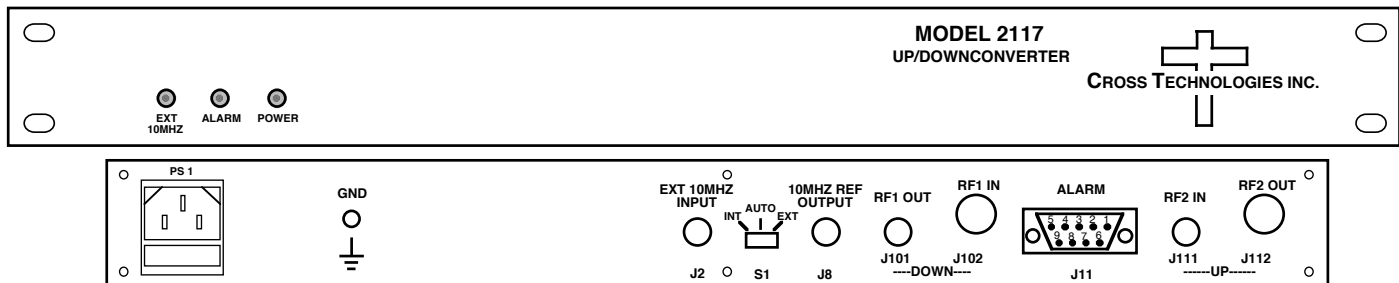 MODEL 2117
UP/DOWNCONVERTER
CROSS TECHNOLOGIES INC.
EXT
10MHZ
ALARM
POWER
PS 1
GND
EXT 10MHZ
INPUT
INT
AUTO
EXT
10MHZ REF
OUTPUT
RF1 OUT
RF1 IN
ALARM
5 4 3 2 1
9 8 7 6
RF2 IN
RF2 OUT
J2
S1
J8
J101
J102
----DOWN----
J11
J111
J112
------UP------